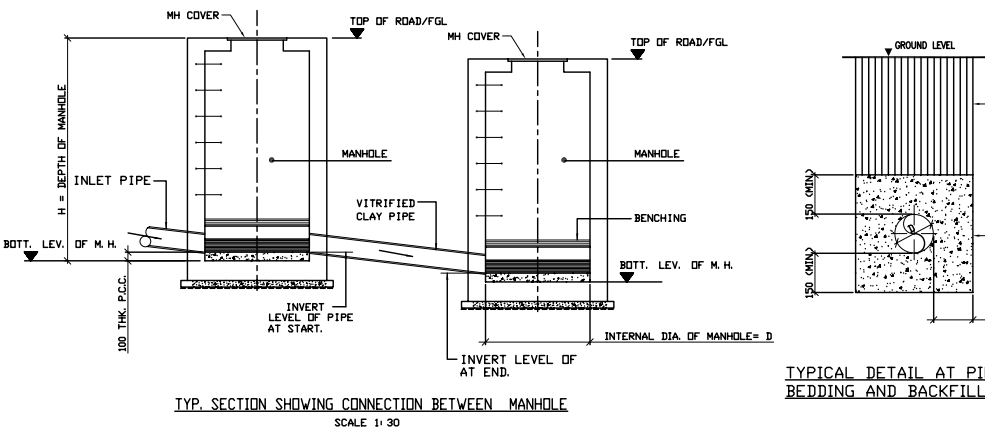 MH COVER
TOP OF ROAD/FGL
MH COVER
TOP OF ROAD/FGL
GROUND LEVEL
H = DEPTH OF MANHOLE
MANHOLE
MANHOLE
INLET PIPE
VITRIFIED
CLAY PIPE
BENCHING
150 (MIN.)
D
BOTT. LEV. OF M.H.
BOTT. LEV. OF M.H.
150 (MIN.)
100 THK. P.C.C.
INVERT
LEVEL OF PIPE
AT START.
INTERNAL DIA. OF MANHOLE= D
INVERT LEVEL OF
AT END.
TYPICAL DETAIL AT
BEDDING AND BACKFILL
TYP. SECTION SHOWING CONNECTION BETWEEN MANHOLE
SCALE 1:30